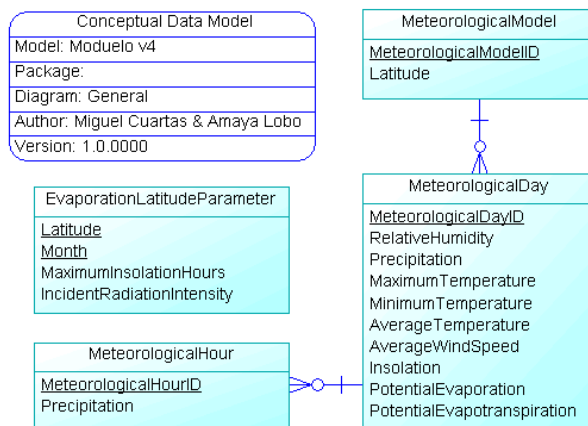 Conceptual Data Model
Model: Moduelo v4
Package:
Diagram: General
Author: Miguel Cuartas & Amaya Lobo
Version: 1.0.0000
MeteorologicalModel
MeteorologicalModelID
Latitude
EvaporationLatitudeParameter
Latitude
Month
MaximumInsolationHours
IncidentRadiationIntensity
MeteorologicalDay
MeteorologicalDayID
RelativeHumidity
Precipitation
MaximumTemperature
MinimumTemperature
AverageTemperature
AverageWindSpeed
Insolation
PotentialEvaporation
PotentialEvapotranspiration
MeteorologicalHour
MeteorologicalHourID
Precipitation